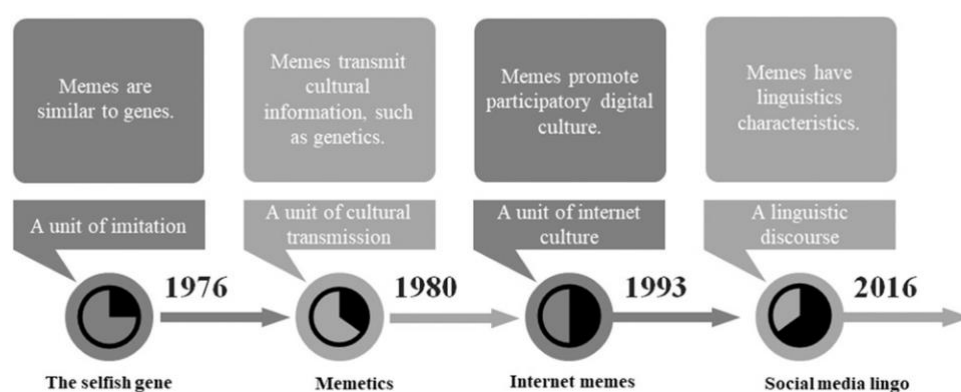 Memes are
similar to genes.
Memes transmit
cultural
information, such
as genetics.
Memes promote
participatory digital
culture.
Memes have
linguistics
characteristics.
A unit of imitation
A unit of cultural
transmission
A unit of internet
culture
A linguistic
discourse
1976
1980
1993
2016
The selfish gene
Memetics
Internet memes
Social media lingo